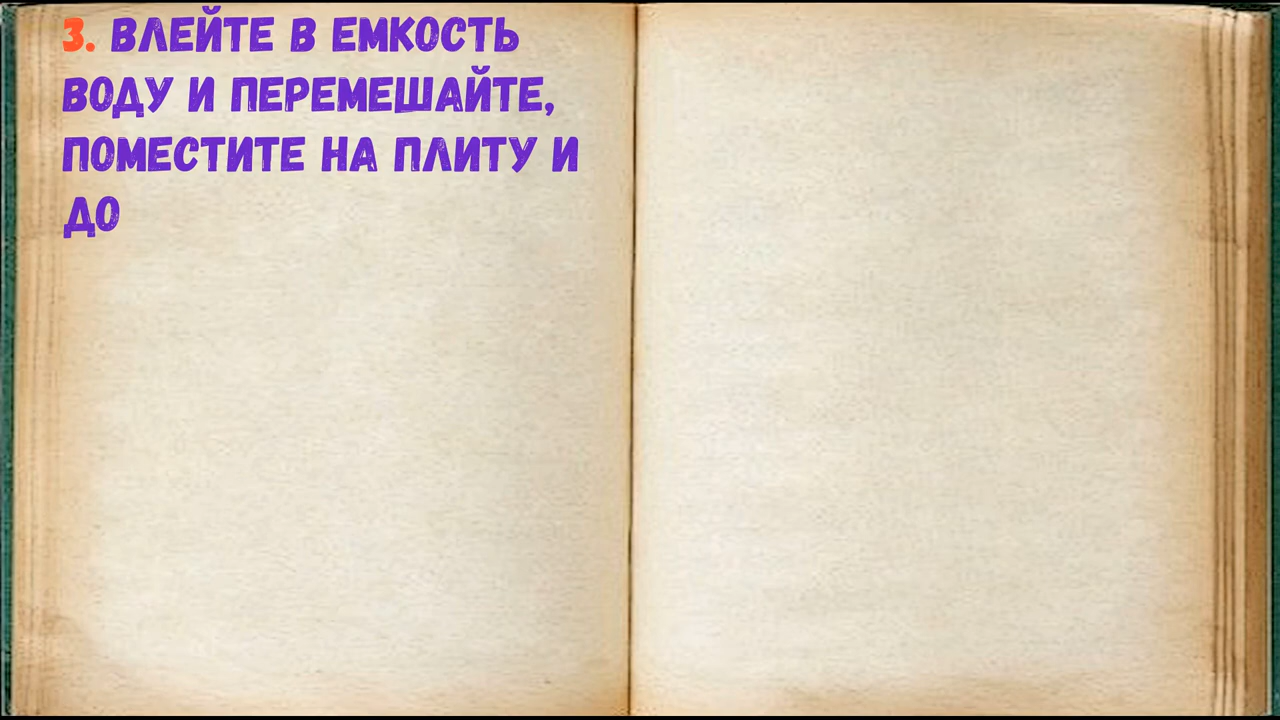 3. ВЛЕЙТЕ В ЕМКОСТЬ
ВОДУ И ПЕРЕМЕШАЙТЕ,
ПОМЕСТИТЕ НА ПЛИТУ И
ДО